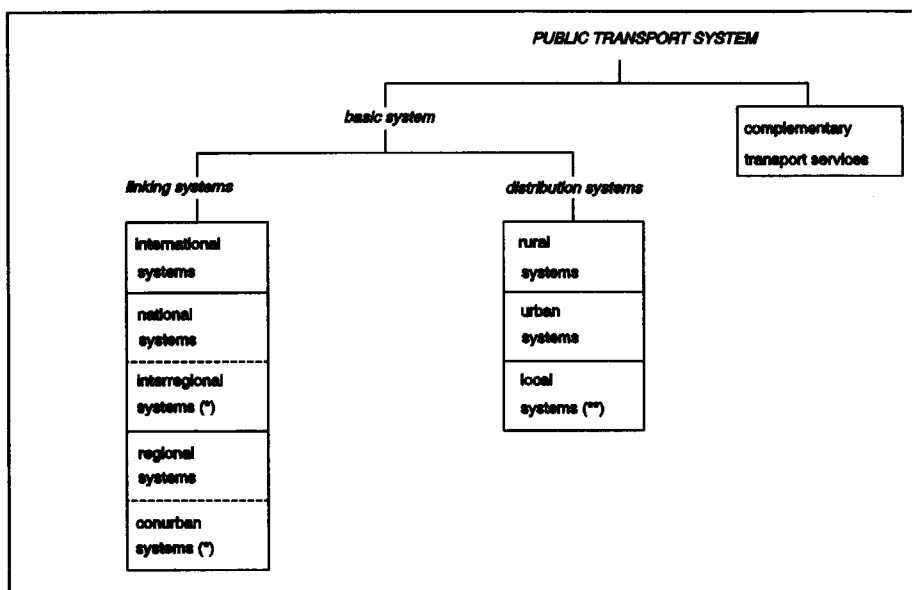 PUBLIC TRANSPORT SYSTEM
basic system
complementary
transport services
linking systems
distribution systems
international
systems
national
systems
interregional
systems (*)
regional
systems
conurban
systems (*)
rural
systems
urban
systems
local
systems (**)